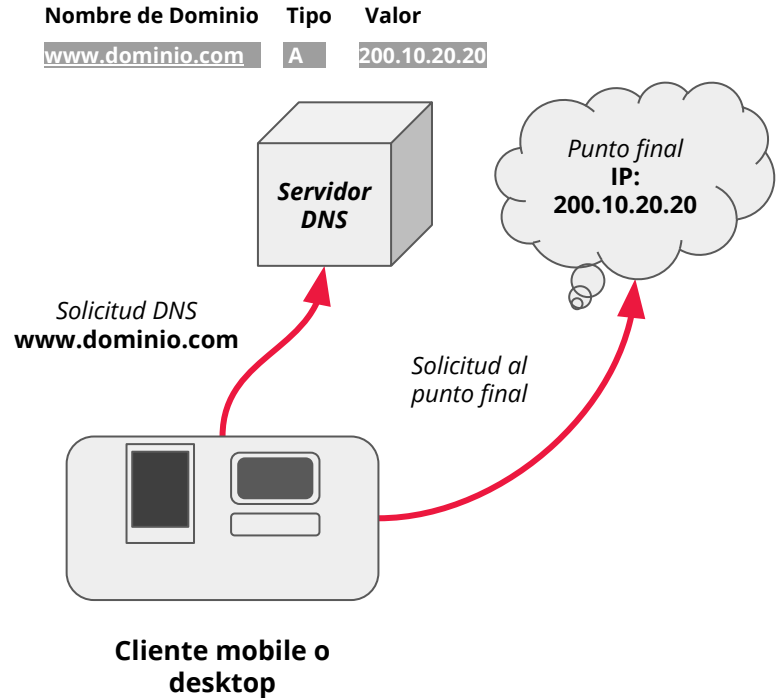 Nombre de Dominio Tipo Valor
www.dominio.com A 200.10.20.20
Servidor
DNS
Punto final
IP:
200.10.20.20
Solicitud DNS
www.dominio.com
Solicitud al
punto final
Cliente mobile o
desktop